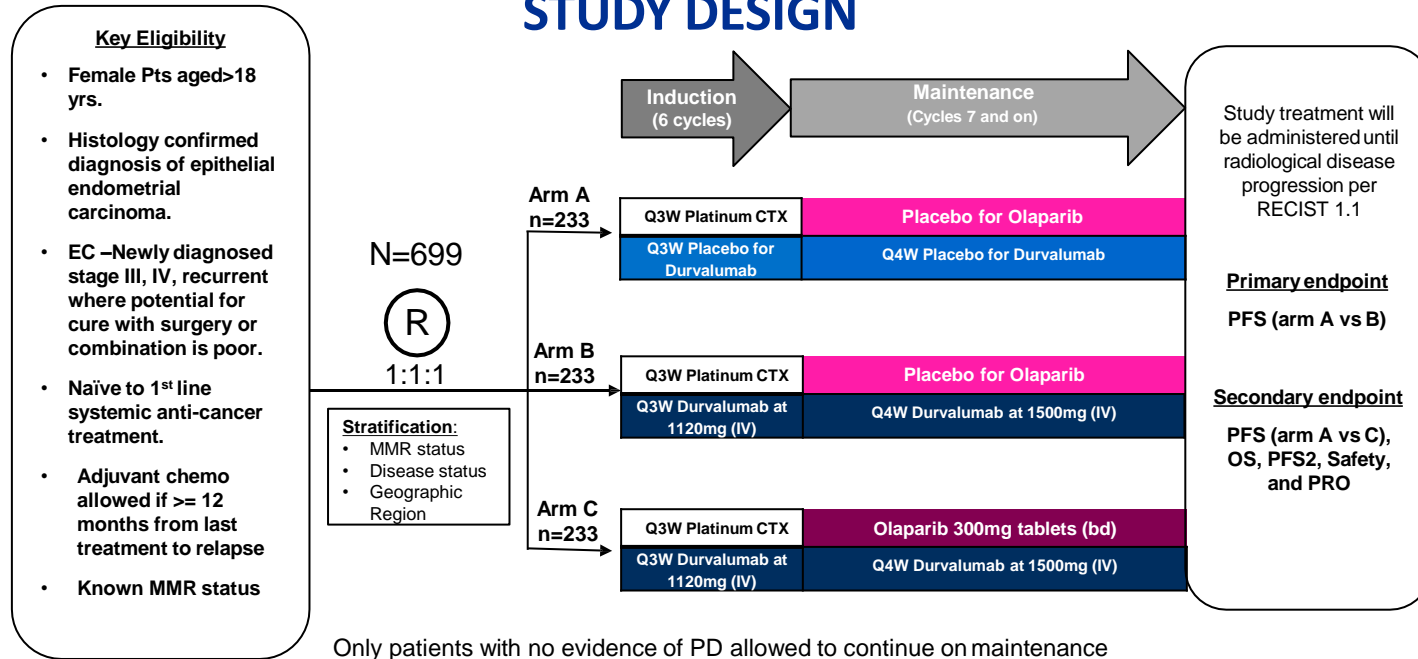 STUDY DESIGN
Key Eligibility
• Female Pts aged>18
yrs.
• Histology confirmed
diagnosis of epithelial
endometrial
carcinoma.
• EC –Newly diagnosed
stage III, IV, recurrent
where potential for
cure with surgery or
combination is poor.
• Naïve to 1st line
systemic anti-cancer
treatment.
• Adjuvant chemo
allowed if >= 12
months from last
treatment to relapse
• Known MMR status
N=699
R
1:1:1
Stratification:
• MMR status
• Disease status
• Geographic
Region
Induction
(6 cycles)
Maintenance
(Cycles 7 and on)
Arm A
n=233
Q3W Platinum CTX
Placebo for Olaparib
Q3W Placebo for
Durvalumab
Q4W Placebo for Durvalumab
Arm B
n=233
Q3W Platinum CTX
Placebo for Olaparib
Q3W Durvalumab at
1120mg (IV)
Q4W Durvalumab at 1500mg (IV)
Arm C
n=233
Q3W Platinum CTX
Olaparib 300mg tablets (bd)
Q3W Durvalumab at
1120mg (IV)
Q4W Durvalumab at 1500mg (IV)
Study treatment will
be administered until
radiological disease
progression per
RECIST 1.1
Primary endpoint
PFS (arm A vs B)
Secondary endpoint
PFS (arm A vs C),
OS, PFS2, Safety,
and PRO
Only patients with no evidence of PD allowed to continue on maintenance